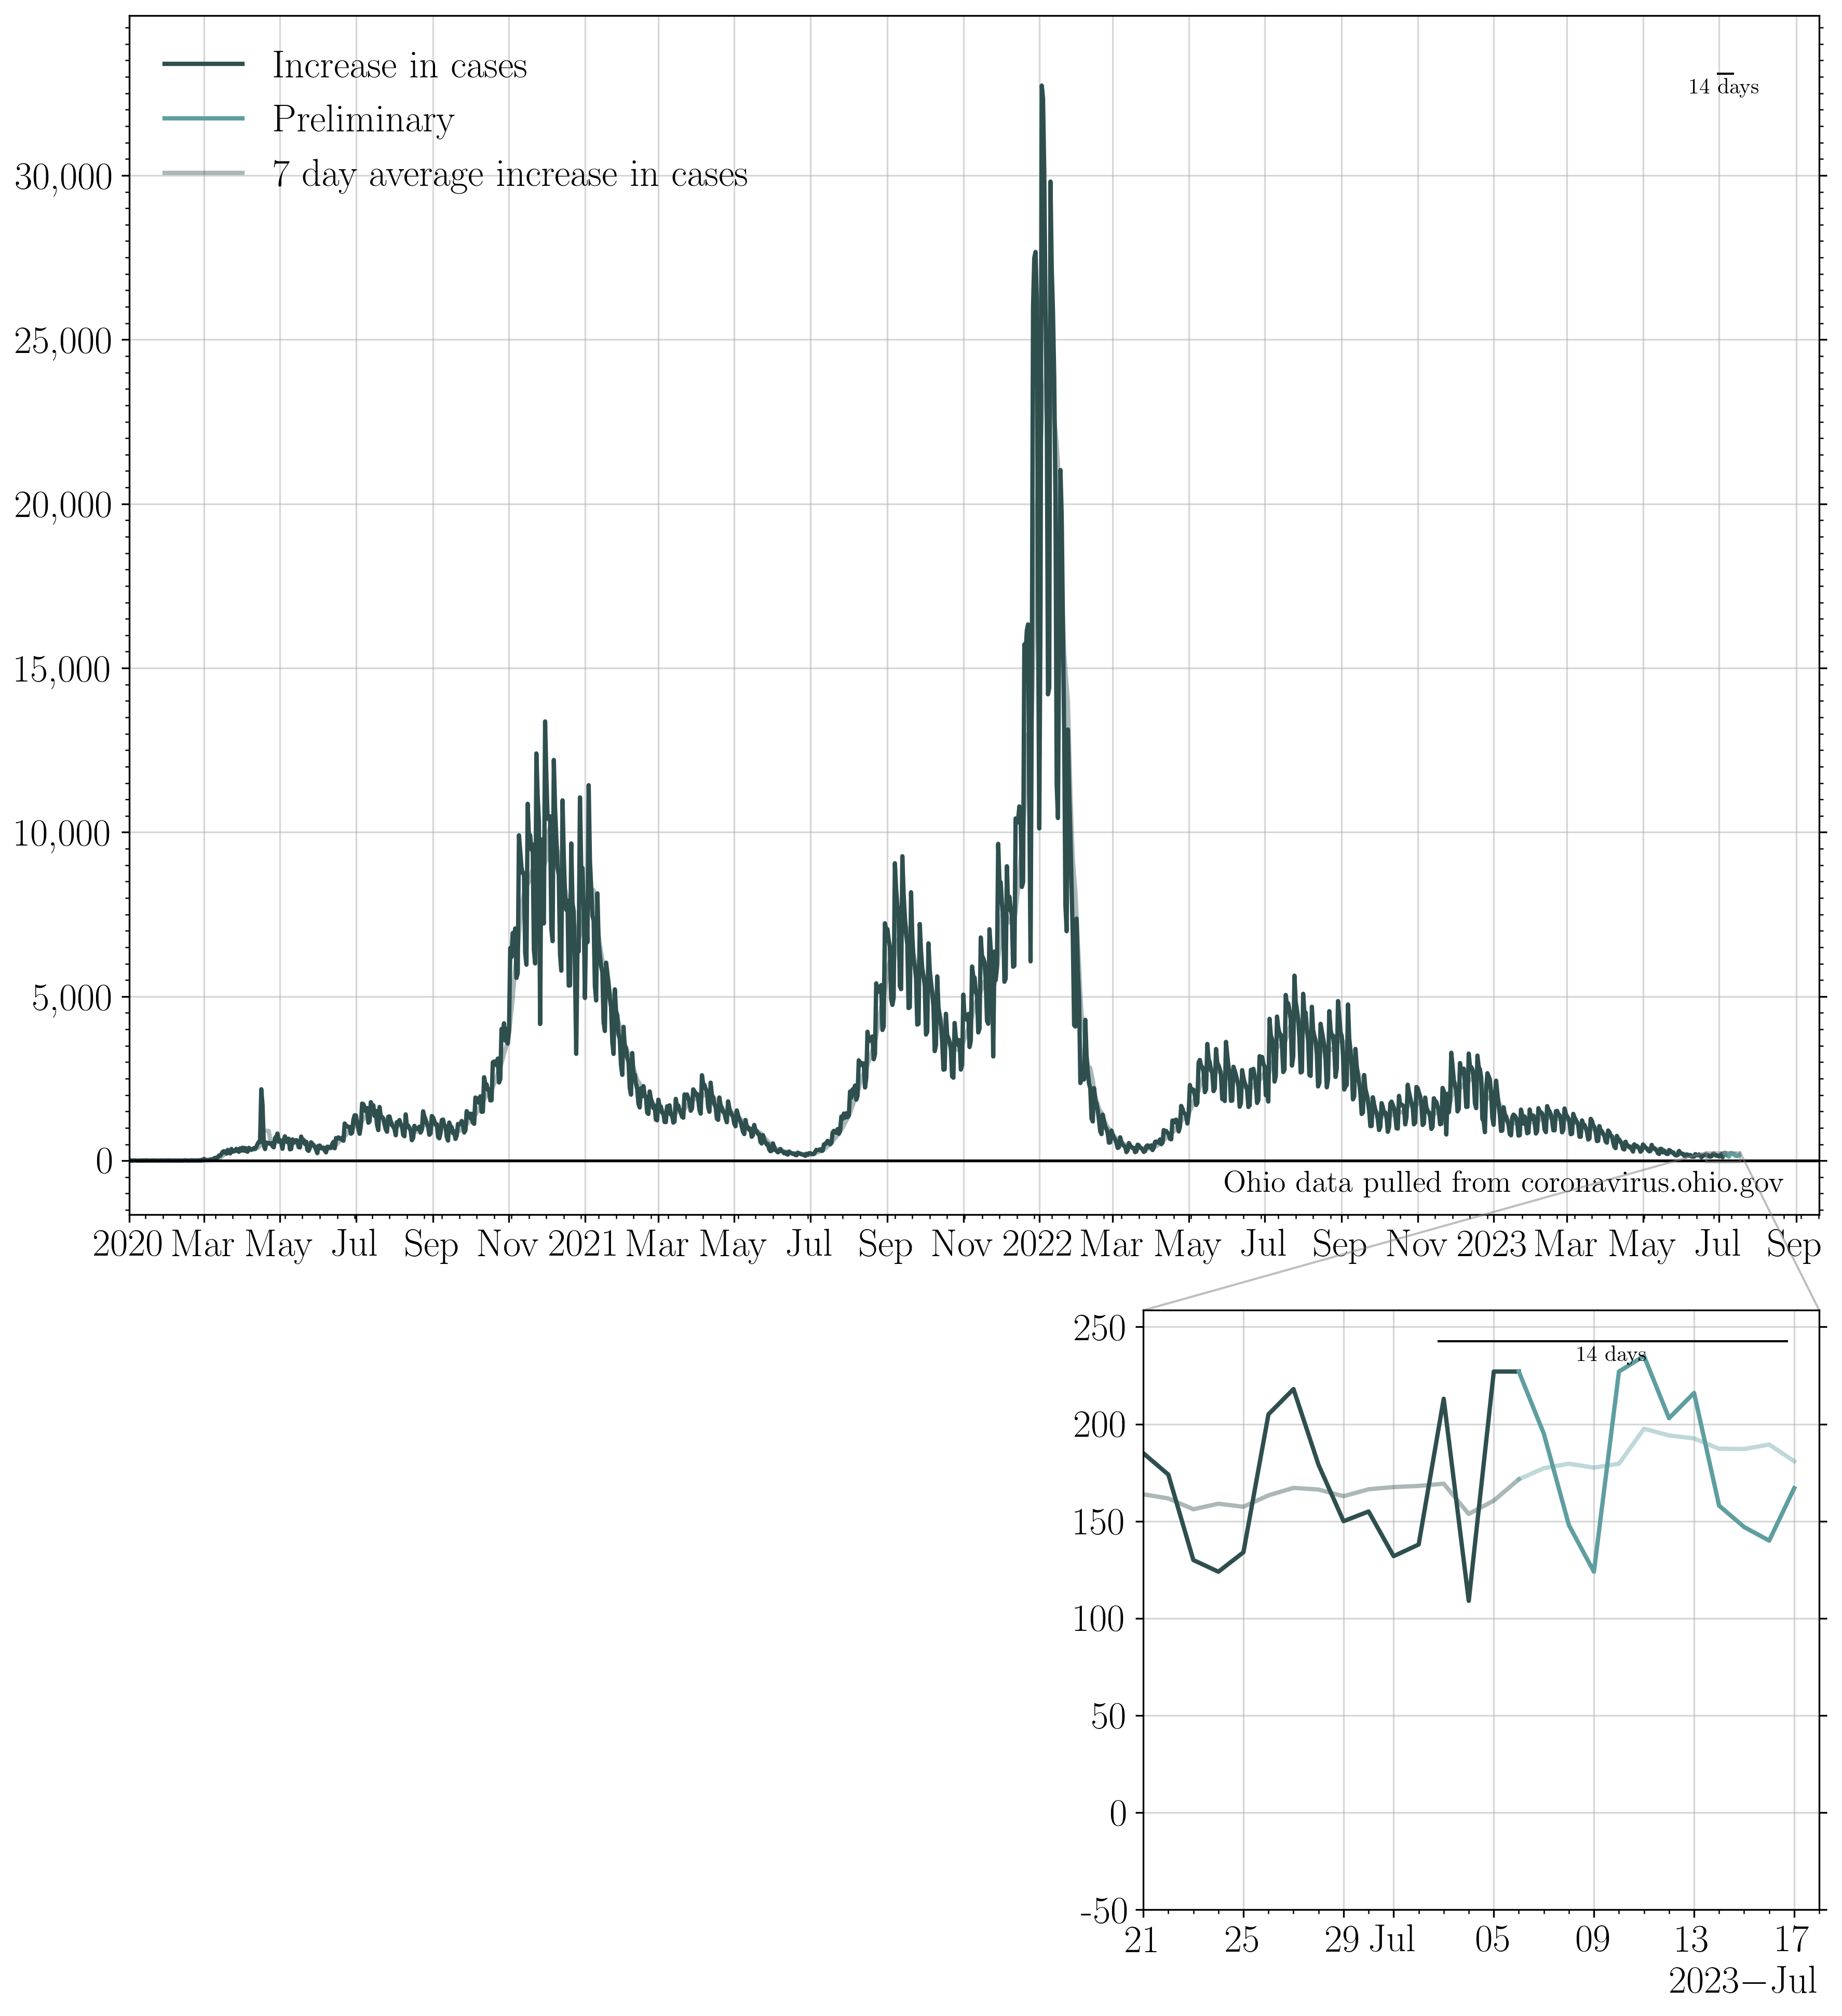 Increase in cases
Preliminary
7 day average increase in cases
14 days
30,000
25,000
20,000
15,000
10,000
5,000
0
Ohio data pulled from coronavirus.ohio.gov
2020 Mar May Jul Sep Nov 2021 Mar May Jul Sep Nov 2022 Mar May Jul Sep Nov 2023 Mar May Jul Sep
250
14 days
200
150
100
50
0
-50
21 25 29 Jul 05 09 13 17
2023−Jul